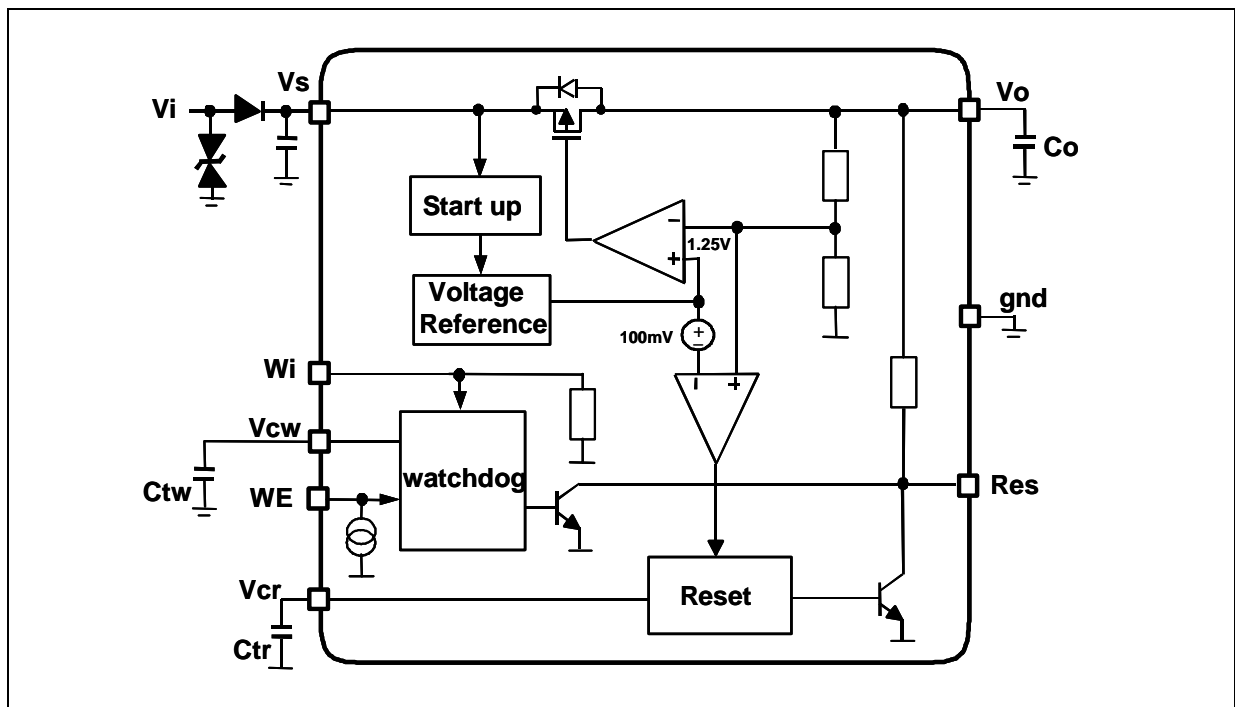 Vs
Vi
Vo
Co
Start up
-
1.25V
+
Voltage
Reference
gnd
100mV
+
-
Wi
- +
Vcw
watchdog
Ctw
WE
Res
Vcr
Reset
Ctr